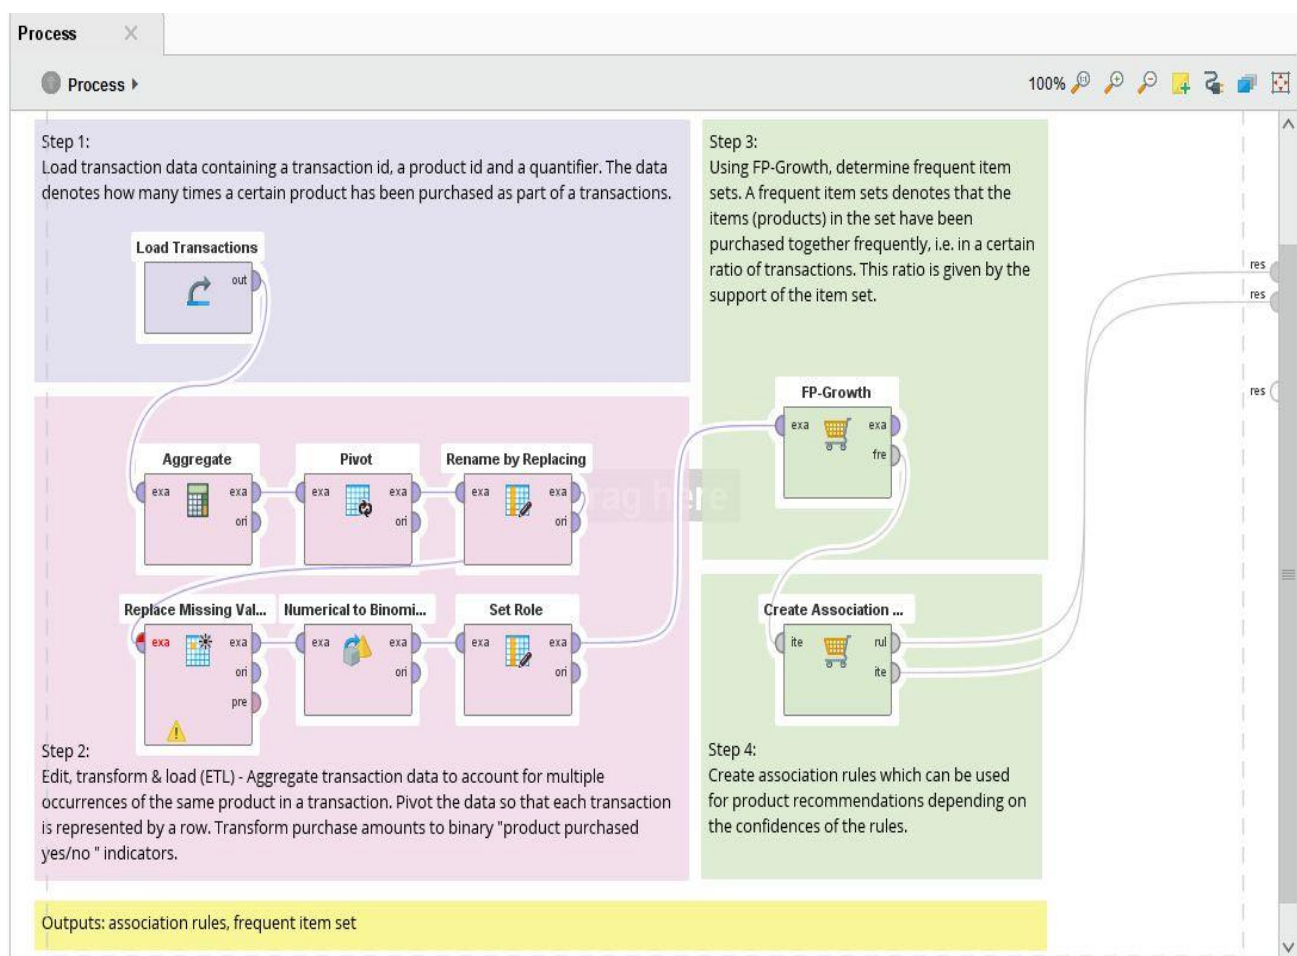 Process
Process
100%
Step 1:
Load transaction data containing a transaction id, a product id and a quantifier. The data
denotes how many times a certain product has been purchased as part of a transactions.
Load Transactions
out
Step 3:
Using FP-Growth, determine frequent item
sets. A frequent item sets denotes that the
items (products) in the set have been
purchased together frequently, i.e. in a certain
ratio of transactions. This ratio is given by the
support of the item set.
res
res
res
FP-Growth
exa exa
fre
Aggregate
exa exa
ori
Pivot
exa exa
ori
Rename by Replacing
exa exa
ori
rag here
Replace Missing Val...
exa exa
ori
pre
Numerical to Binomi...
exa exa
ori
Set Role
exa exa
ori
Create Association ...
ite rul
ite
Step 2:
Edit, transform & load (ETL) - Aggregate transaction data to account for multiple
occurrences of the same product in a transaction. Pivot the data so that each transaction
is represented by a row. Transform purchase amounts to binary "product purchased
yes/no " indicators.
Step 4:
Create association rules which can be used
for product recommendations depending on
the confidences of the rules.
Outputs: association rules, frequent item set